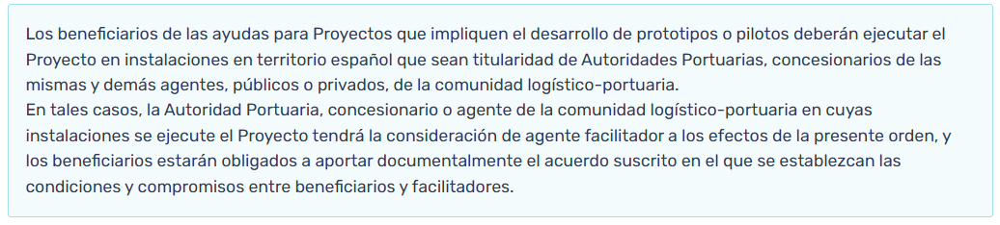 Los beneficiarios de las ayudas para Proyectos que impliquen el desarrollo de prototipos o pilotos deberán ejecutar el
Proyecto en instalaciones en territorio español que sean titularidad de Autoridades Portuarias, concesionarios de las
mismas y demás agentes, públicos o privados, de la comunidad logístico-portuaria.
En tales casos, la Autoridad Portuaria, concesionario o agente de la comunidad logístico-portuaria en cuyas
instalaciones se ejecute el Proyecto tendrá la consideración de agente facilitador a los efectos de la presente orden, y
los beneficiarios estarán obligados a aportar documentalmente el acuerdo suscrito en el que se establezcan las
condiciones y compromisos entre beneficiarios y facilitadores.